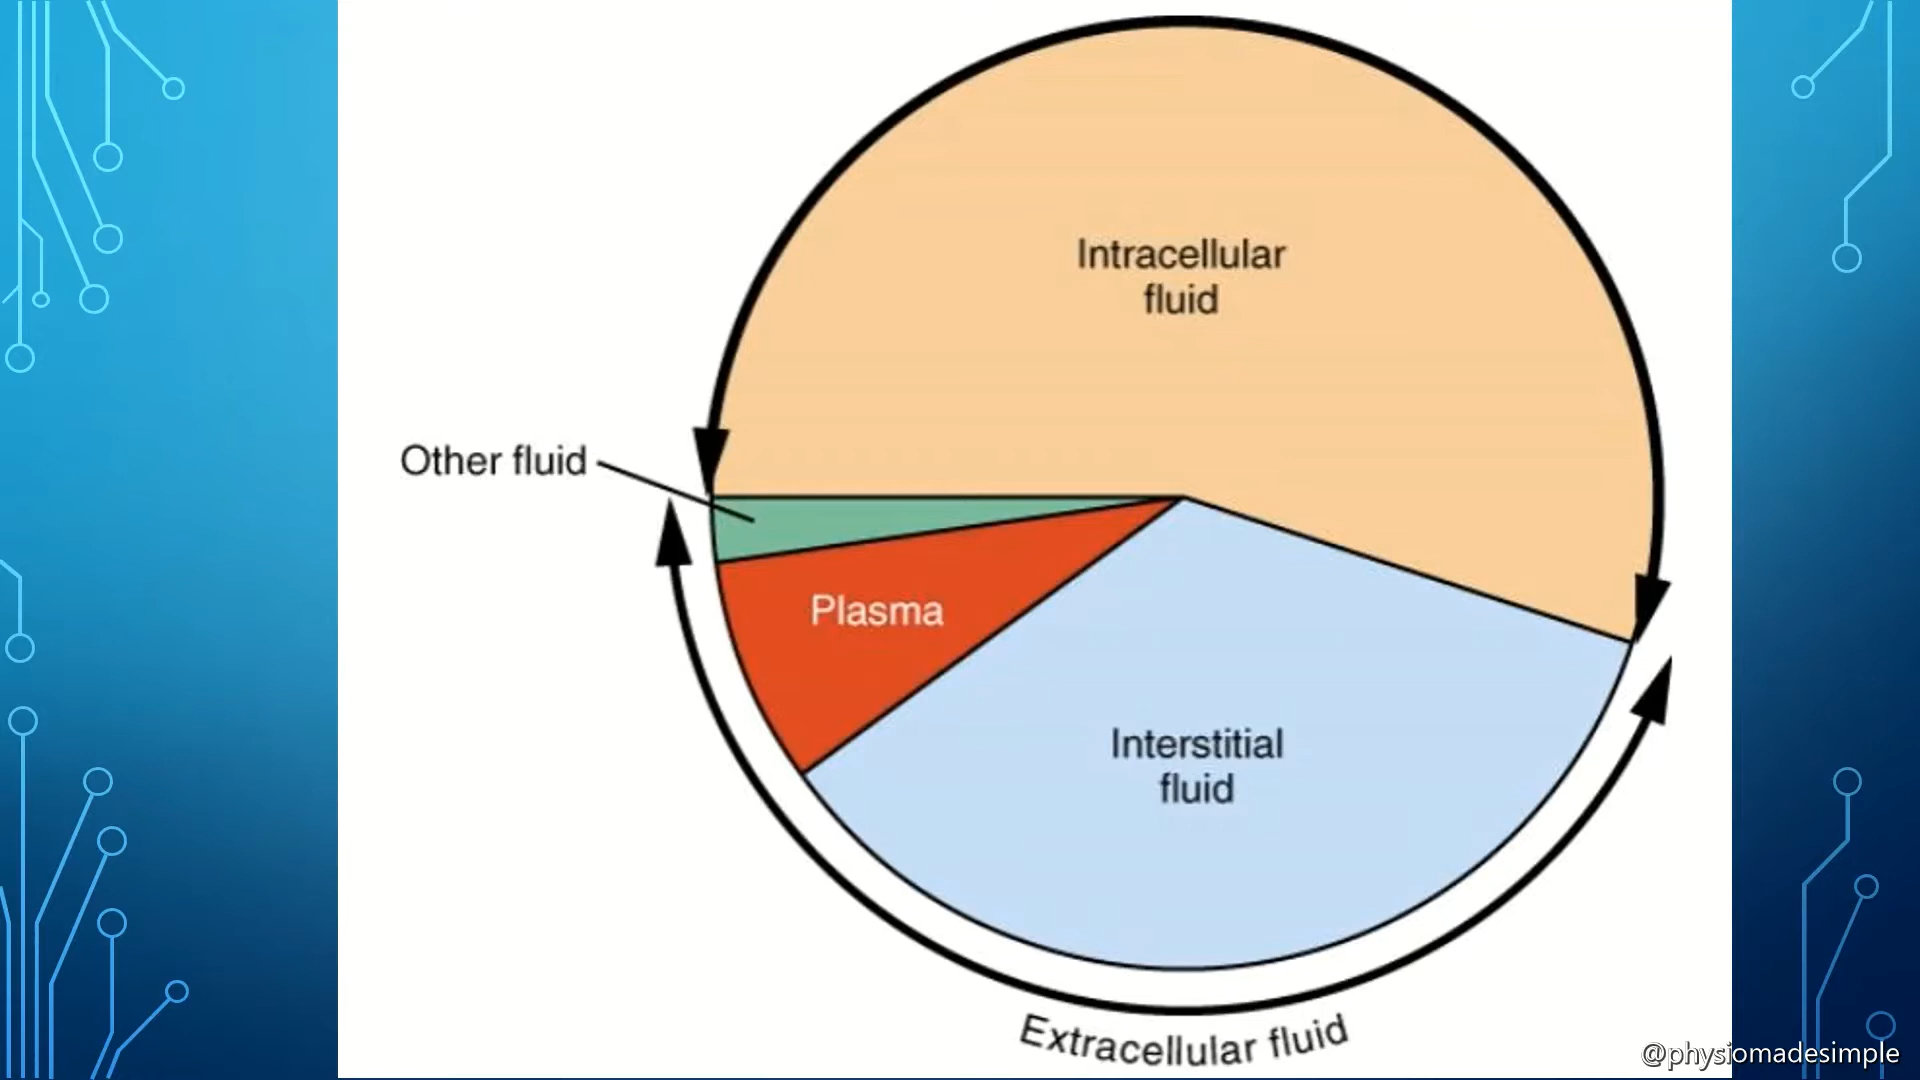 Intracellular
fluid
Other fluid
Plasma
Interstitial
fluid
Extracellular fluid
@physiomadesimple